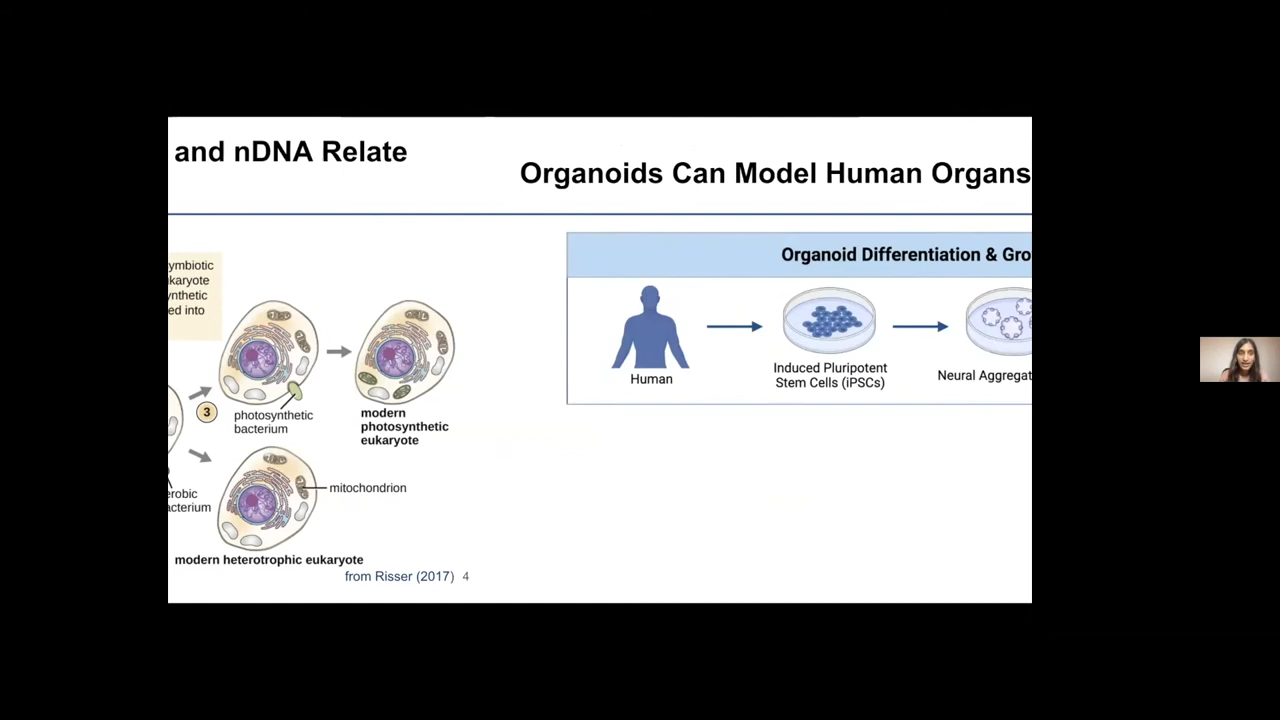 and nDNA Relate
ymbiotic
karyote
ynthetic
ed into
3
photosynthetic
bacterium
modern
photosynthetic
eukaryote
erobic
acterium
mitochondrion
modern heterotrophic eukaryote
from Risser (2017) 4
Organoids Can Model Human Organs
Organoid Differentiation & Gro
Human
Induced Pluripotent
Stem Cells (iPSCs)
Neural Aggregat